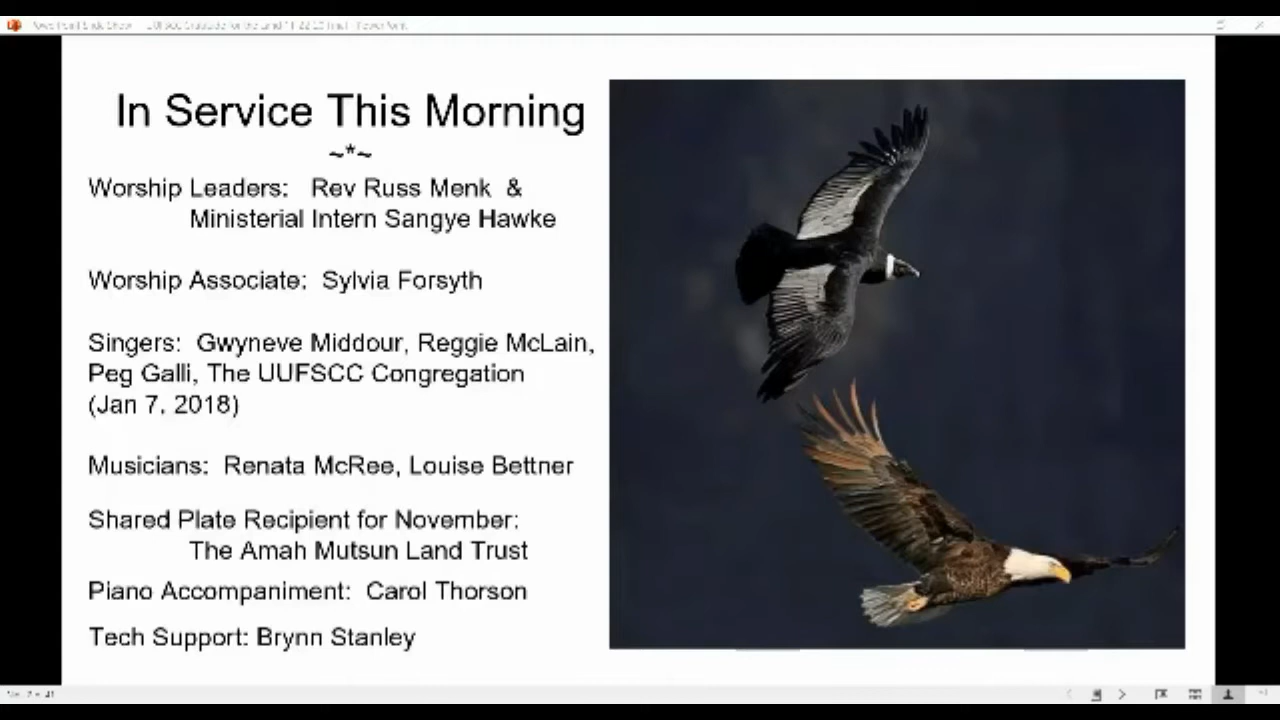 In Service This Morning
~*~
Worship Leaders: Rev Russ Menk &
Ministerial Intern Sangye Hawke
Worship Associate: Sylvia Forsyth
Singers: Gwyneve Middour, Reggie McLain,
Peg Galli, The UUFSCC Congregation
(Jan 7, 2018)
Musicians: Renata McRee, Louise Bettner
Shared Plate Recipient for November:
The Amah Mutsun Land Trust
Piano Accompaniment: Carol Thorson
Tech Support: Brynn Stanley